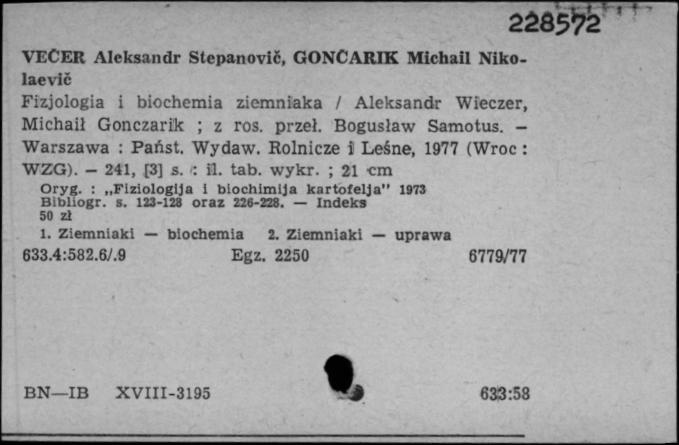 228572
VEČER Aleksandr Stepanovič, GONČARIK Michail Niko-
laevič
Fizjologia i biochemia ziemniaka / Aleksandr Wieczer,
Michaił Gonczarik ; z ros. przeł. Bogusław Samotus. —
Warszawa : Państ. Wydaw. Rolnicze i Leśne, 1977 (Wroc :
WZG). — 241, [3] s. : il. tab. wykr. ; 21 cm
Oryg. : „Fiziologija i biochimija kartofelja" 1973
Bibliogr. s. 123-128 oraz 226-228. — Indeks
50 zł
1. Ziemniaki — biochemia 2. Ziemniaki — uprawa
633.4:582.6/.9 Egz. 2250 6779/77
BN—IB XVIII-3195 633:58